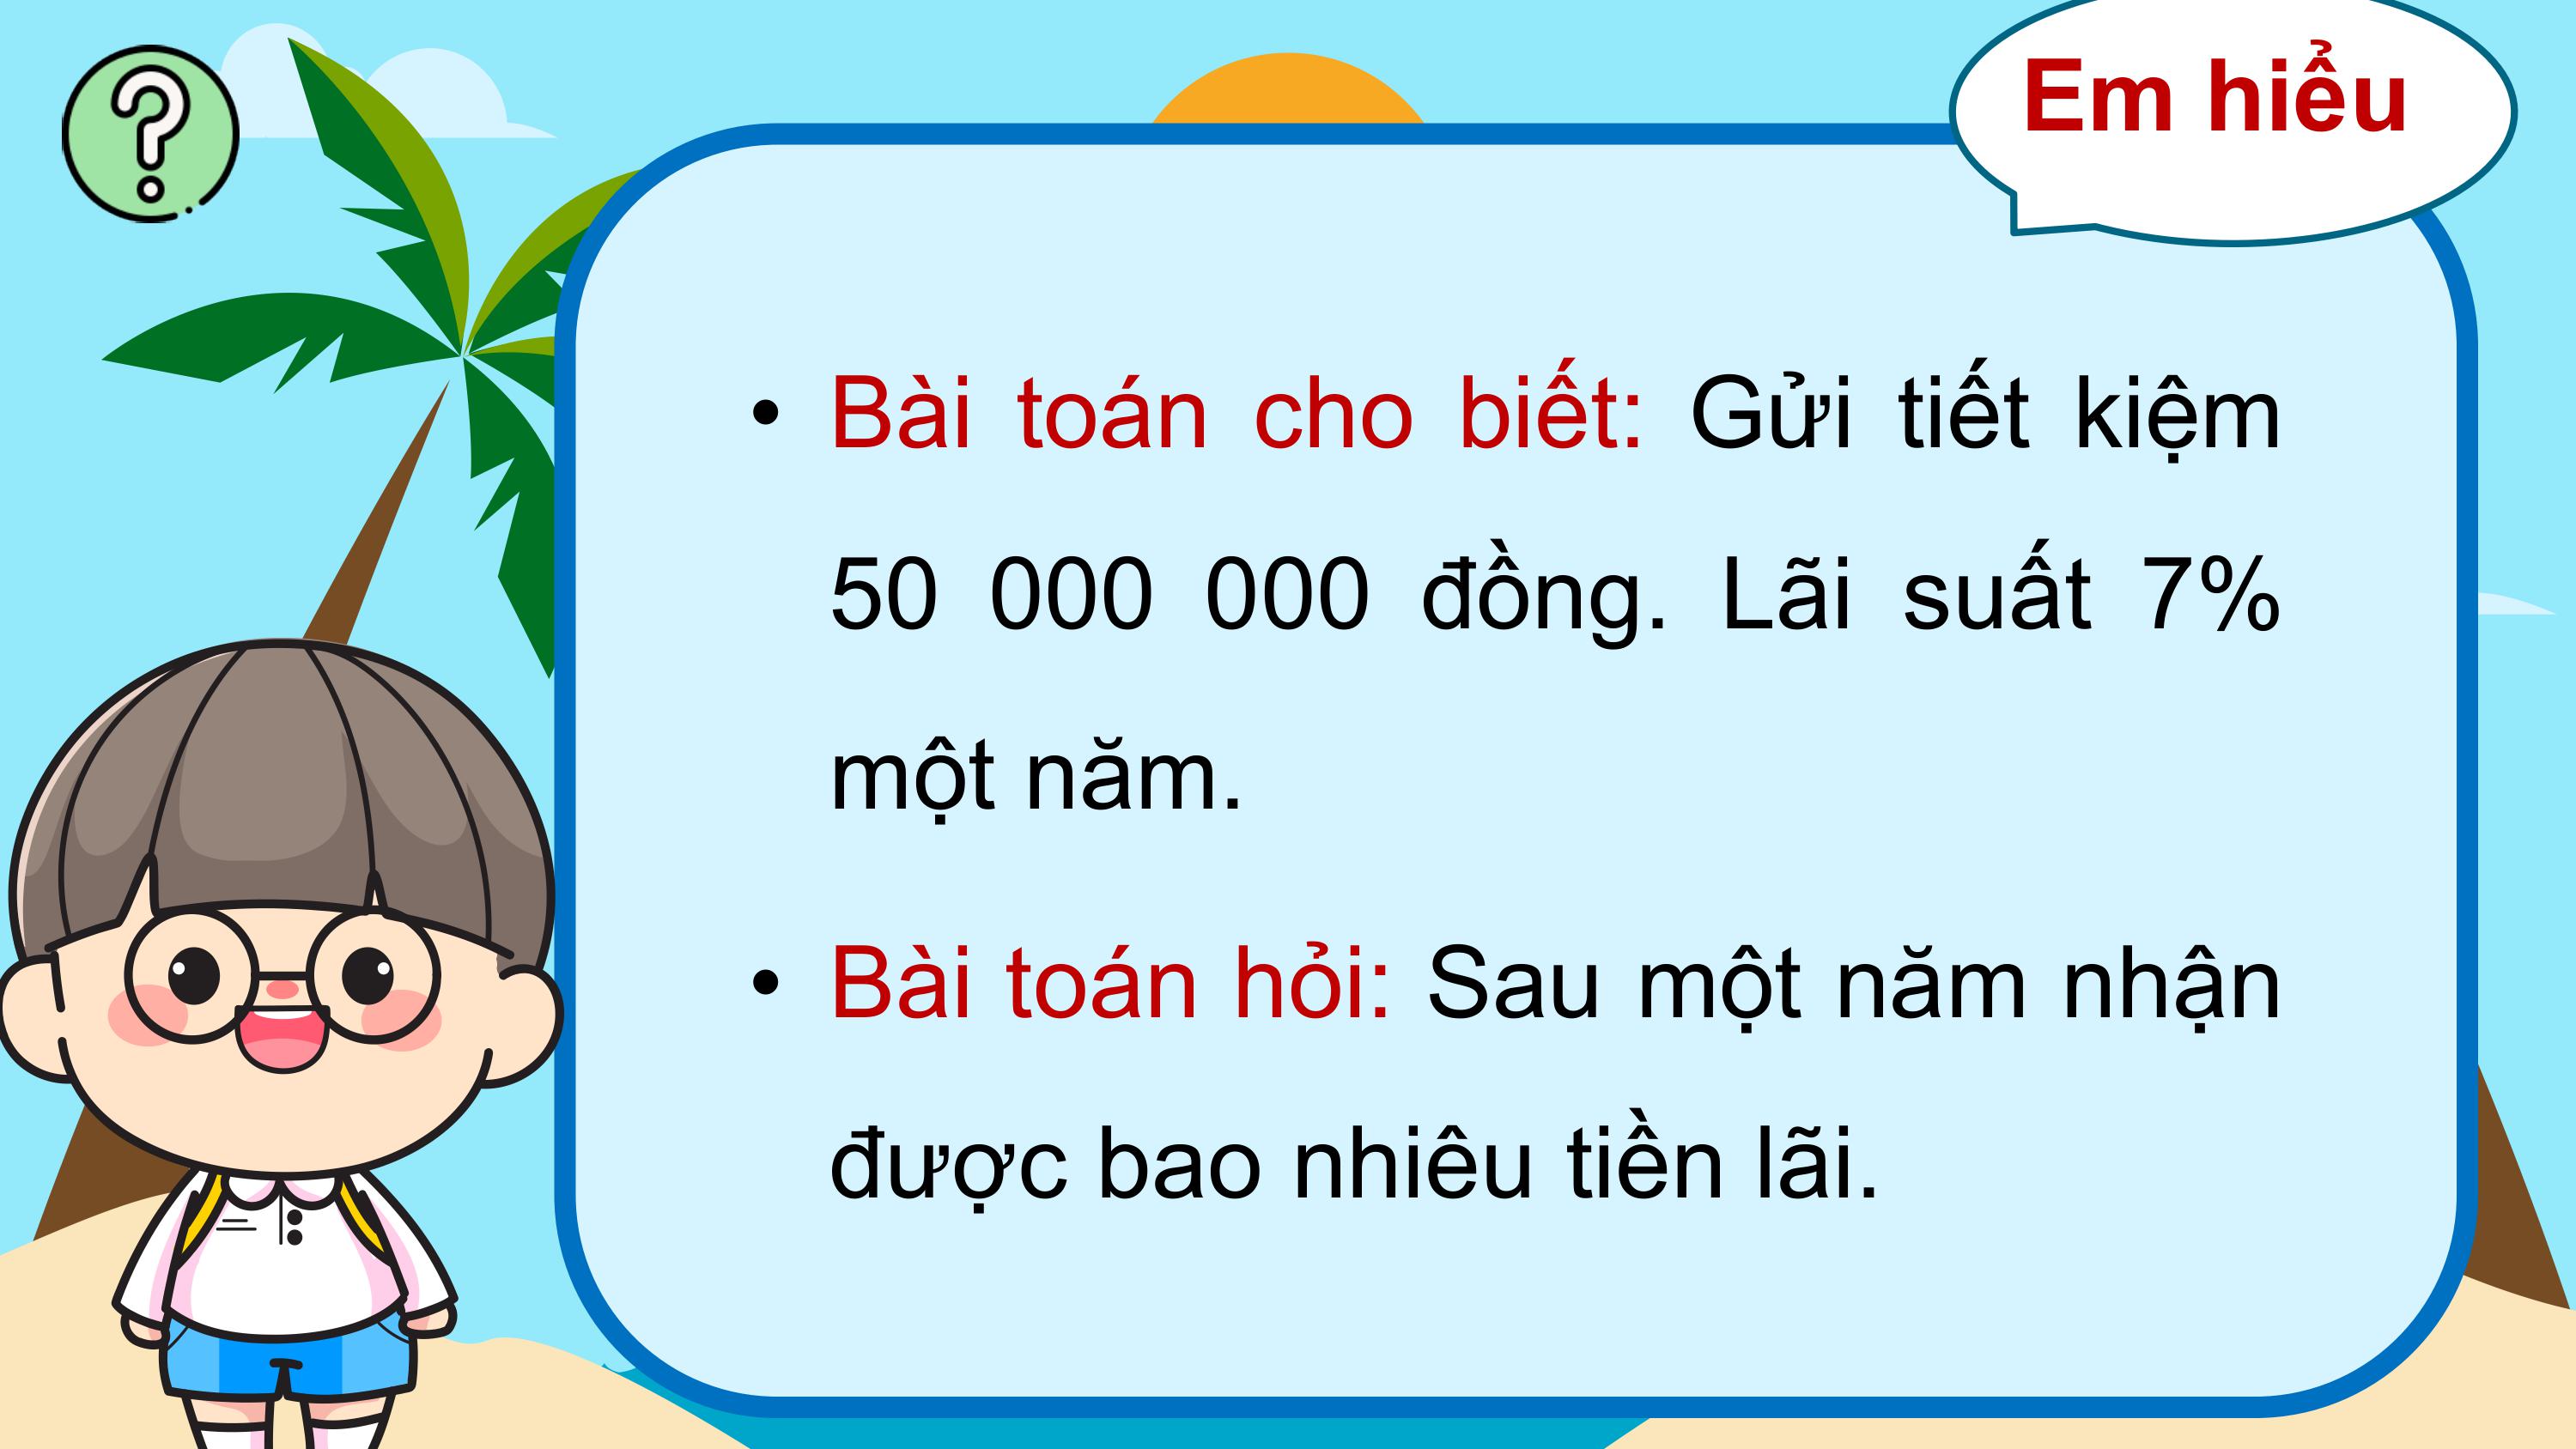 Em hiểu
• Bài toán cho biết: Gửi tiết kiệm
50 000 000 đồng. Lãi suất 7%
một năm.
• Bài toán hỏi: Sau một năm nhận
được bao nhiêu tiền lãi.